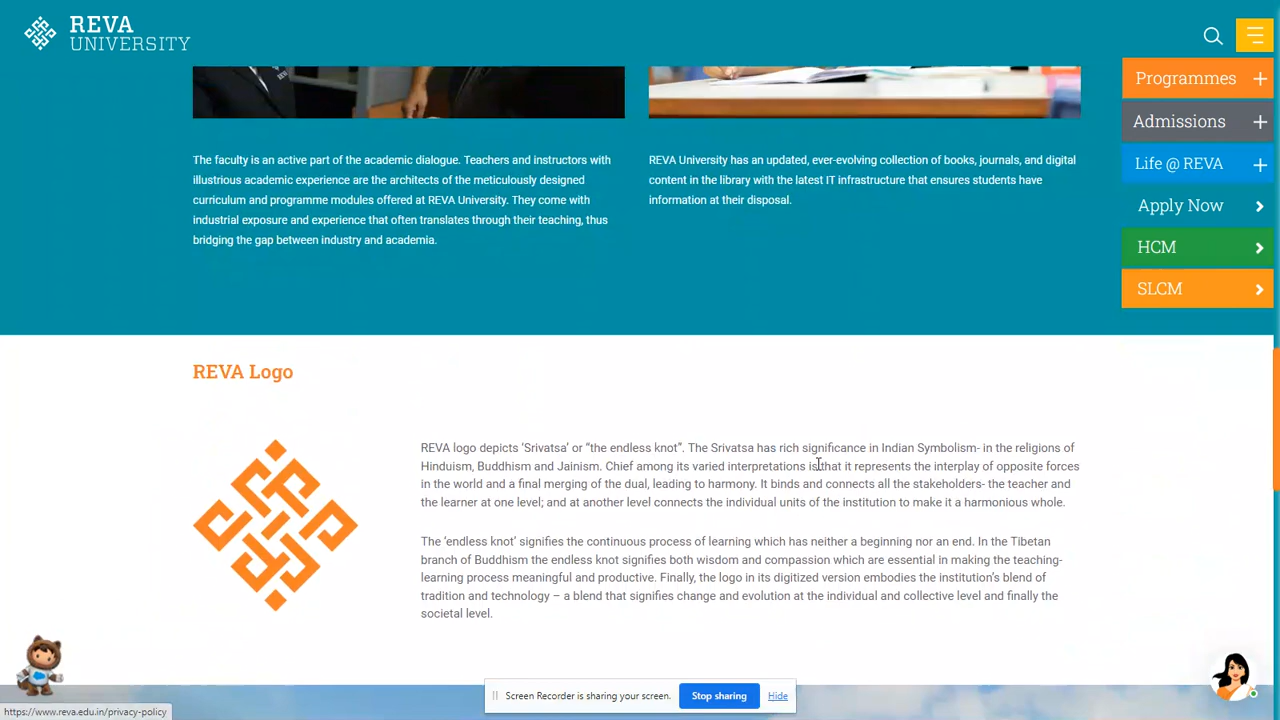 REVA
UNIVERSITY
Programmes
Admissions
Life @ REVA
Apply Now
HCM
SLCM
The faculty is an active part of the academic dialogue. Teachers and instructors with
illustrious academic experience are the architects of the meticulously designed
curriculum and programme modules offered at REVA University. They come with
industrial exposure and experience that often translates through their teaching, thus
bridging the gap between industry and academia.
REVA University has an updated, ever-evolving collection of books, journals, and digital
content in the library with the latest IT infrastructure that ensures students have
information at their disposal.
REVA Logo
REVA logo depicts ‘Srivatsa’ or “the endless knot”. The Srivatsa has rich significance in Indian Symbolism- in the religions of
Hinduism, Buddhism and Jainism. Chief among its varied interpretations is that it represents the interplay of opposite forces
in the world and a final merging of the dual, leading to harmony. It binds and connects all the stakeholders- the teacher and
the learner at one level; and at another level connects the individual units of the institution to make it a harmonious whole.
The ‘endless knot’ signifies the continuous process of learning which has neither a beginning nor an end. In the Tibetan
branch of Buddhism the endless knot signifies both wisdom and compassion which are essential in making the teaching-
learning process meaningful and productive. Finally, the logo in its digitized version embodies the institution’s blend of
tradition and technology – a blend that signifies change and evolution at the individual and collective level and finally the
societal level.
Screen Recorder is sharing your screen.
Stop sharing
Hide
https://www.reva.edu.in/privacy-policy